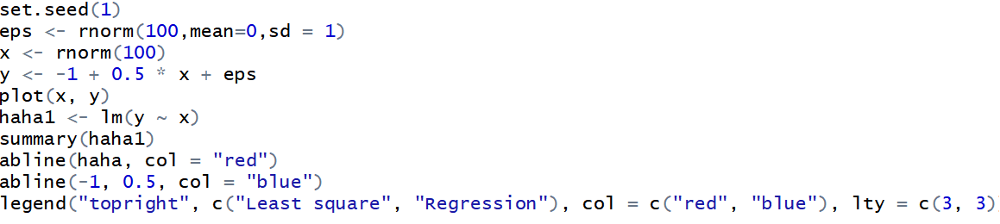 set.seed(1)
eps <- rnorm(100,mean=0,sd = 1)
x <- rnorm(100)
y <- -1 + 0.5 * x + eps
plot(x, y)
haha1 <- lm(y ~ x)
summary(haha1)
abline(haha, col = "red")
abline(-1, 0.5, col = "blue")
legend("topright", c("Least square", "Regression"), col = c("red", "blue"), lty = c(3, 3)